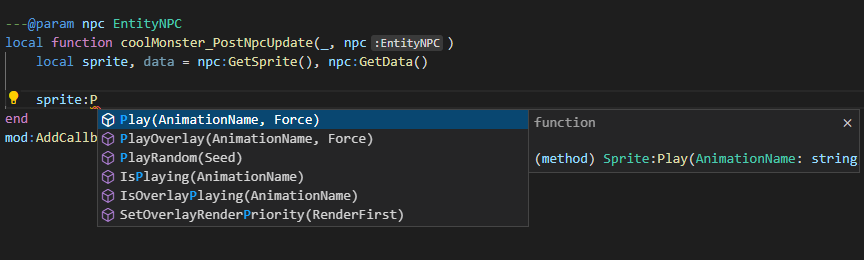 ---@param npc EntityNPC
local function coolMonster_PostNpcUpdate(_, npc :EntityNPC )
local sprite, data = npc:GetSprite(), npc:GetData()
sprite:P
end
mod:AddCallb
Play(AnimationName, Force)
PlayOverlay(AnimationName, Force)
PlayRandom(Seed)
IsPlaying(AnimationName)
IsOverlayPlaying(AnimationName)
SetOverlayRenderPriority(RenderFirst)
function
(method) Sprite:Play(AnimationName: string